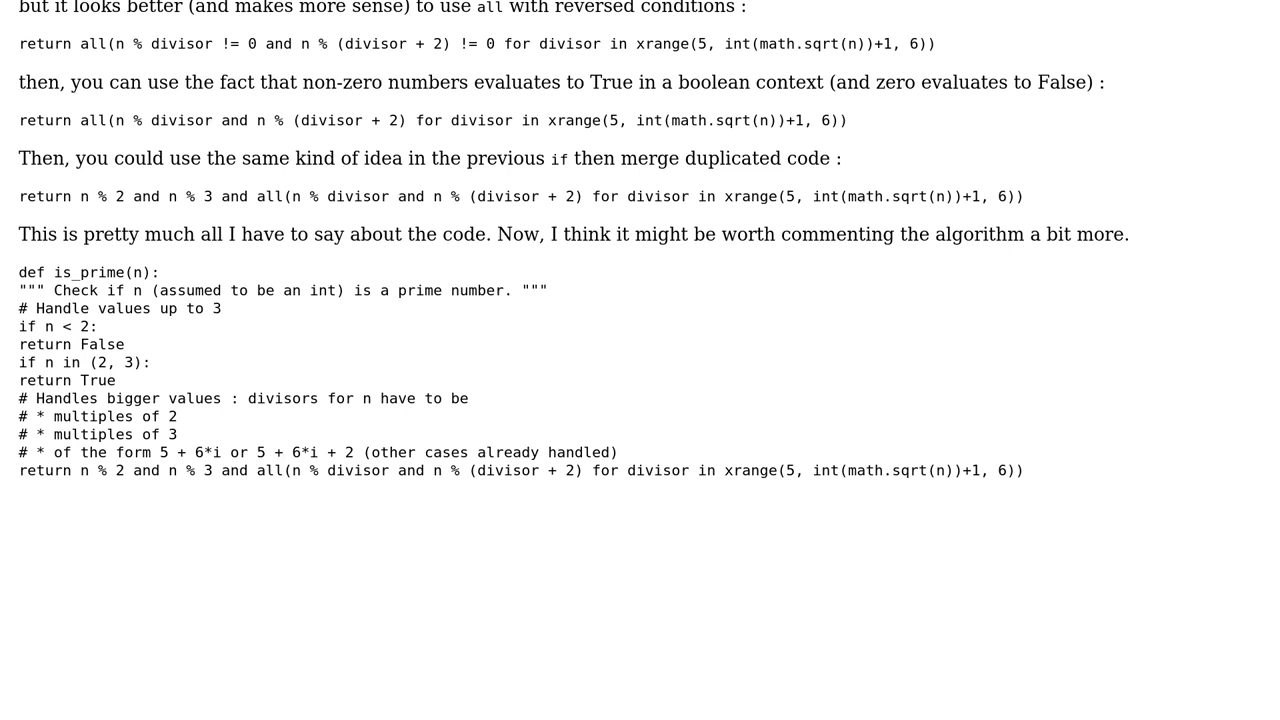 but it looks better (and makes more sense) to use all with reversed conditions :
return all(n % divisor != 0 and n % (divisor + 2) != 0 for divisor in xrange(5, int(math.sqrt(n))+1, 6))
then, you can use the fact that non-zero numbers evaluates to True in a boolean context (and zero evaluates to False) :
return all(n % divisor and n % (divisor + 2) for divisor in xrange(5, int(math.sqrt(n))+1, 6))
Then, you could use the same kind of idea in the previous if then merge duplicated code :
return n % 2 and n % 3 and all(n % divisor and n % (divisor + 2) for divisor in xrange(5, int(math.sqrt(n))+1, 6))
This is pretty much all I have to say about the code. Now, I think it might be worth commenting the algorithm a bit more.
def is_prime(n):
""" Check if n (assumed to be an int) is a prime number. """
# Handle values up to 3
if n < 2:
return False
if n in (2, 3):
return True
# Handles bigger values : divisors for n have to be
# * multiples of 2
# * multiples of 3
# * of the form 5 + 6*i or 5 + 6*i + 2 (other cases already handled)
return n % 2 and n % 3 and all(n % divisor and n % (divisor + 2) for divisor in xrange(5, int(math.sqrt(n))+1, 6))